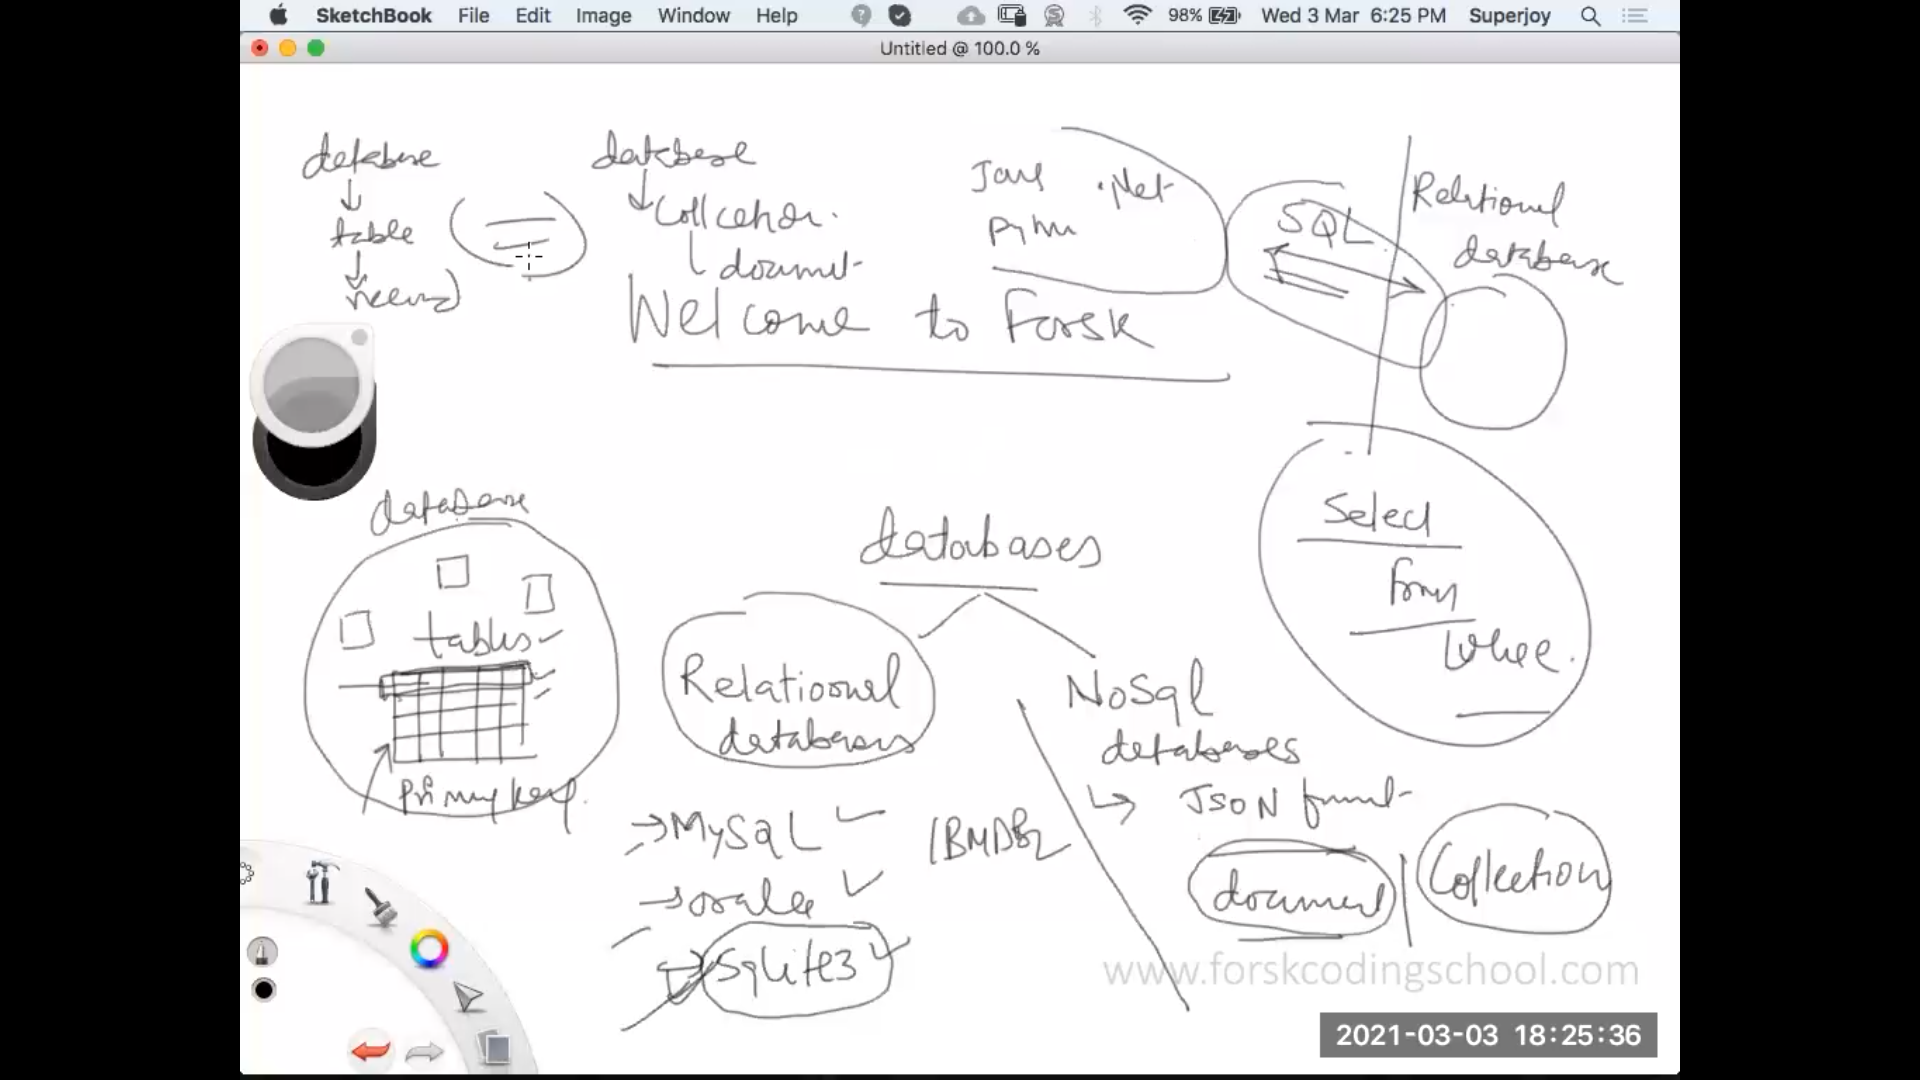 SketchBook File Edit Image Window Help 98% Wed 3 Mar 6:25 PM Superjoy
Untitled @ 100.0 %
database
table
record
database
Collection.
document
Java .Net
SQL
Relational
database
Welcome to Forsk
database
tables
Primary key
databases
Relational
databases
MySql
IBMDB2
oracle
Sqlite3
NoSql
databases
JSON format
document
Collection
Select
From
Where.
www.forskcodingschool.com
2021-03-03 18:25:36